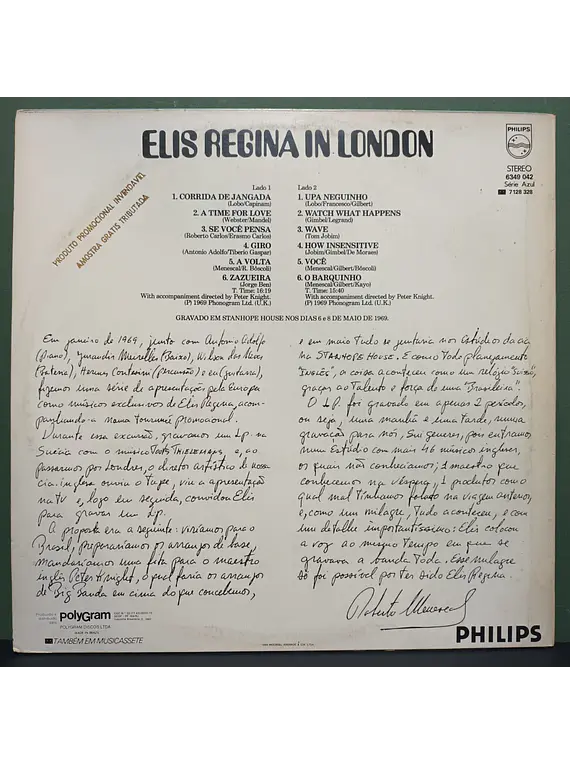 ELIS REGINA IN LONDON
PHILIPS
STEREO
6349 042
Série Azul
7128 328
PRODUTO PROMOCIONAL INVENDAVEL
AMOSTRA GRATIS TRIBUTADA
Lado 1
1. CORRIDA DE JANGADA
(Lobo/Capinam)
2. A TIME FOR LOVE
(Webster/Mandel)
3. SE VOCÊ PENSA
(Roberto Carlos/Erasmo Carlos)
4. GIRO
(Antonio Adolfo/Tiberio Gaspar)
5. A VOLTA
(Menescal/R. Bôscoli)
6. ZAZUEIRA
(Jorge Ben)
T. Time: 16:19
With accompaniment directed by Peter Knight.
(P) 1969 Phonogram Ltd. (U.K.)
Lado 2
1. UPA NEGUINHO
(Lobo/Francesco/Gilbert)
2. WATCH WHAT HAPPENS
(Gimbel/Legrand)
3. WAVE
(Tom Jobim)
4. HOW INSENSITIVE
(Jobim/Gimbel/De Moraes)
5. VOCÊ
(Menescal/Gilbert/Bôscoli)
6. O BARQUINHO
(Menescal/Gilbert/Kayo)
T. Time: 15:40
With accompaniment directed by Peter Knight.
(P) 1969 Phonogram Ltd. (U.K.)
GRAVADO EM STANHOPE HOUSE NOS DIAS 6 e 8 DE MAIO DE 1969.
Em janeiro de 1969, junto com Antonio Adolfo
(piano), Jurandir Meirelles (Baixo), Wilson das Neves
(Bateria), Hermes Contesini (percussão) e eu (guitarra),
fizemos uma série de apresentações pela Europa
como músicos exclusivos de Elis Regina, acom-
panhando-a numa tournée promocional.
Durante essa excursão, gravamos um Lp. na
Suécia com o músico Toots Thielemans e, ao
passarmos por Londres, o diretor artístico de nossa
cia. inglesa ouviu o Tape, viu a apresentação
na tv e, logo em seguida, convidou Elis
para gravar um Lp.
A proposta era a seguinte: viríamos para o
Brasil, prepararíamos os arranjos de base,
mandaríamos uma fita para o maestro
inglês Peter Knight, o qual faria os arranjos
de Big Banda em cima do que concebemos,
e em maio tudo se juntaria nos estúdios da cia
na STANHOPE HOUSE. E como todo planejamento
"inglês", a coisa aconteceu com um relógio "suíço",
graças ao talento e força de uma "Brasileira".
O LP. foi gravado em apenas 2 períodos,
ou seja, uma manhã e uma tarde, numa
gravação para nós, Sui generes, pois entramos
num Estúdio com mais 46 músicos ingleses,
os quais não conhecíamos; 1 maestro que
conhecemos na véspera, 1 produtor com o
qual mal tínhamos falado na viagem anterior,
e, como um milagre, tudo aconteceu, e com
um detalhe importantíssimo: Elis colocou
a voz ao mesmo tempo em que se
gravava a banda toda. Esse milagre
só foi possível por ter sido Elis Regina.
Roberto Menescal
polyGram
POLYGRAM DISCOS LTDA.
TAMBÉM EM MUSICASSETE
PHILIPS